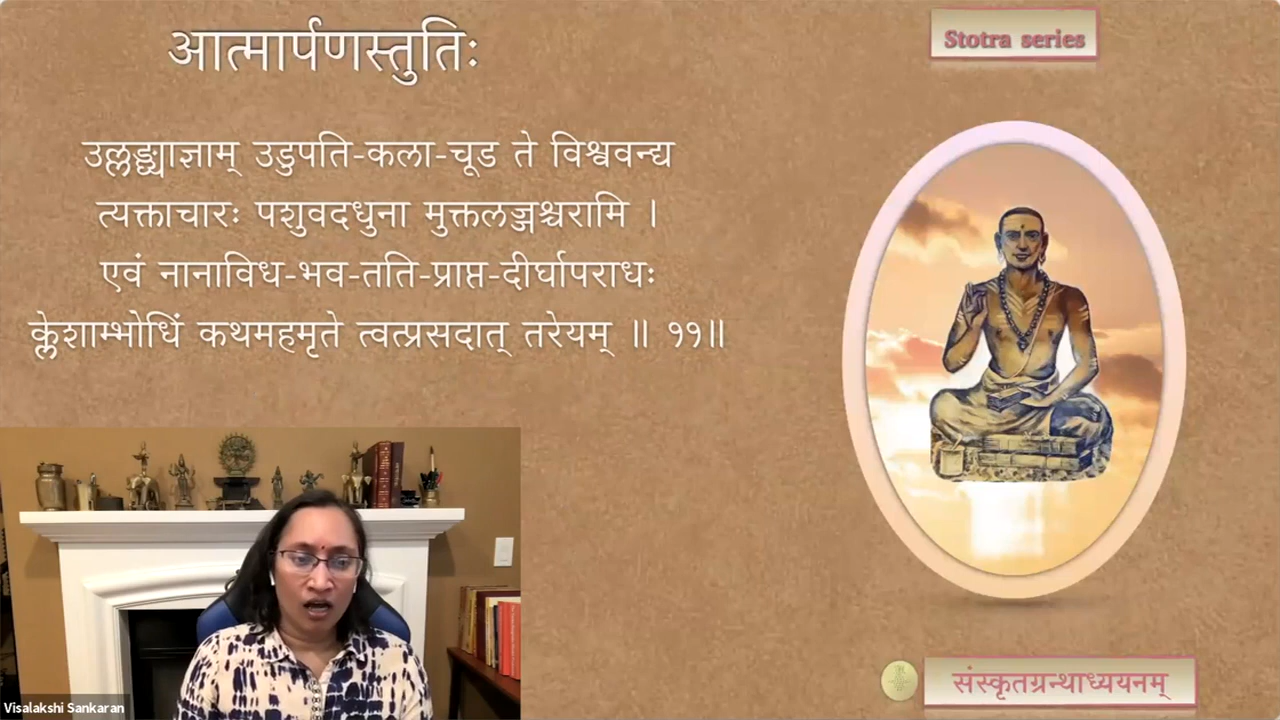 आत्मार्पणस्तुतिः
Stotra series
उल्लङ्घ्याज्ञाम् उडुपति-कला-चूड ते विश्ववन्द्य
त्यक्ताचारः पशुवदधुना मुक्तलज्जश्चरामि ।
एवं नानाविध-भव-तति-प्राप्त-दीर्घापराधः
क्लेशाम्भोधिं कथमहमृते त्वत्प्रसदात् तरेयम् ॥ ११॥
Visalakshi Sankaran
संस्कृतग्रन्थाध्ययनम्